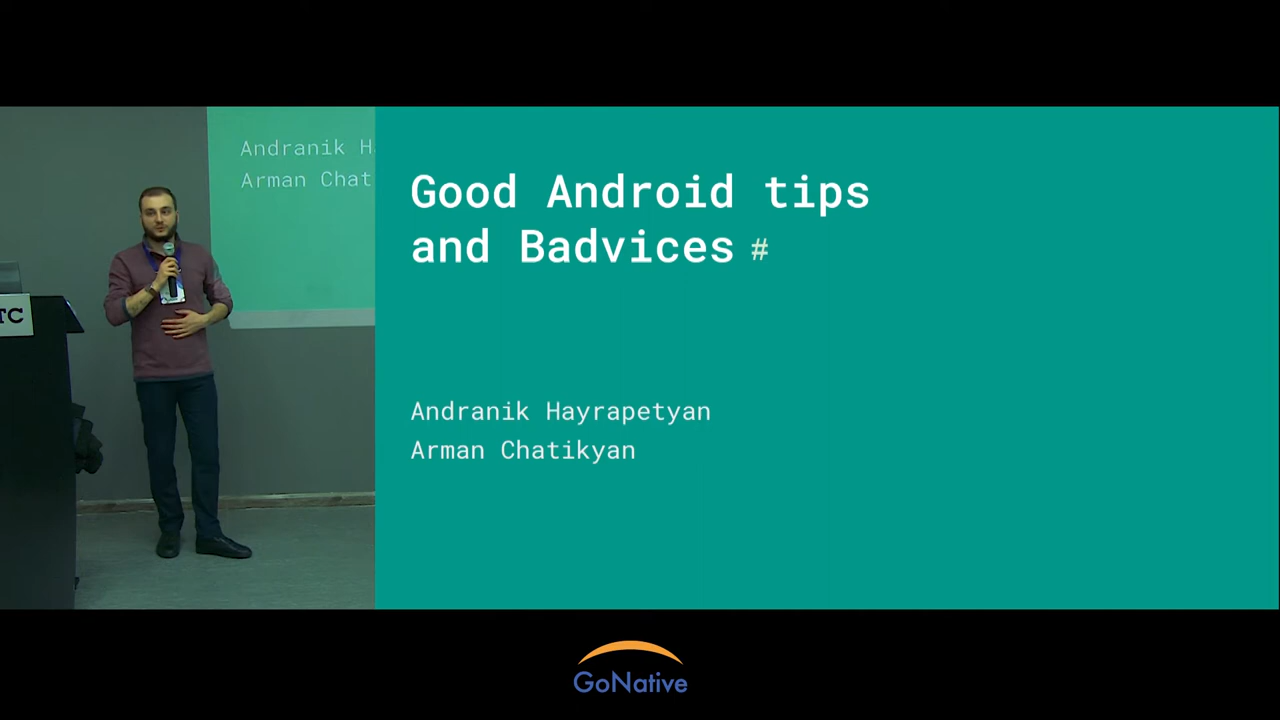 Andranik H
Arman Chat
TC
Good Android tips
and Badvices #
Andranik Hayrapetyan
Arman Chatikyan
GoNative